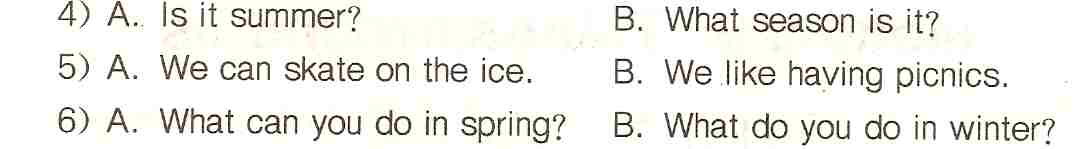 4) A. Is it summer? B. What season is it?
5) A. We can skate on the ice. B. We like having picnics.
6) A. What can you do in spring? B. What do you do in winter?